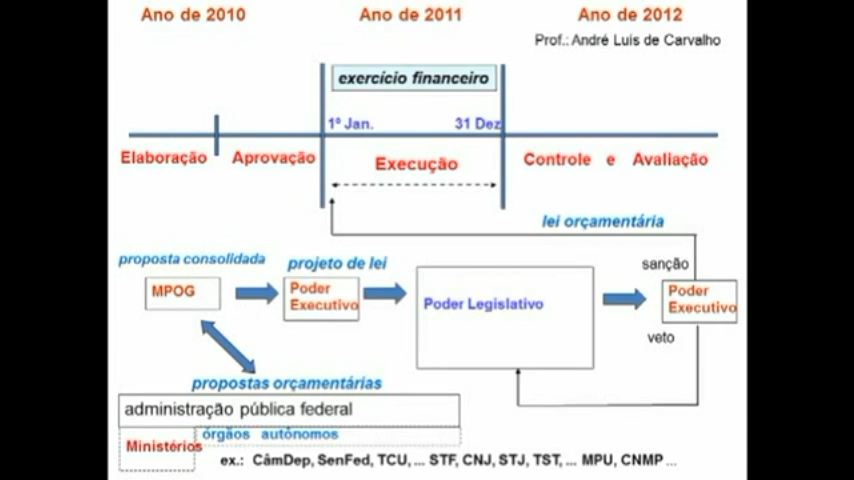 Ano de 2010 Ano de 2011 Ano de 2012
Prof.: André Luís de Carvalho
exercício financeiro
1º Jan. 31 Dez
Elaboração Aprovação Execução Controle e Avaliação
lei orçamentária
proposta consolidada
projeto de lei
sanção
MPOG
Poder
Executivo
Poder Legislativo
Poder
Executivo
veto
propostas orçamentárias
administração pública federal
órgãos autônomos
Ministérios
ex.: CâmDep, SenFed, TCU, ... STF, CNJ, STJ, TST, ... MPU, CNMP ...